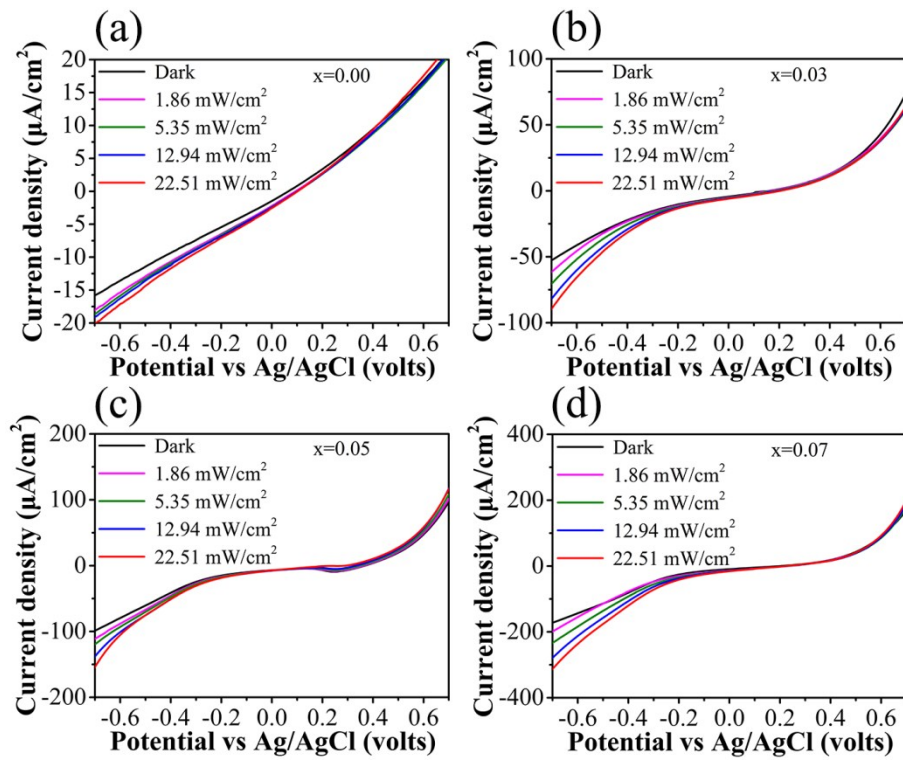 (a)
Dark
1.86 mW/cm²
5.35 mW/cm²
12.94 mW/cm²
22.51 mW/cm²
x=0.00
20
15
10
5
0
-5
-10
-15
-20
Current density (μA/cm²)
-0.6 -0.4 -0.2 0.0 0.2 0.4 0.6
Potential vs Ag/AgCl (volts)
(b)
Dark
1.86 mW/cm²
5.35 mW/cm²
12.94 mW/cm²
22.51 mW/cm²
x=0.03
100
50
0
-50
-100
Current density (μA/cm²)
-0.6 -0.4 -0.2 0.0 0.2 0.4 0.6
Potential vs Ag/AgCl (volts)
(c)
Dark
1.86 mW/cm²
5.35 mW/cm²
12.94 mW/cm²
22.51 mW/cm²
x=0.05
200
100
0
-100
-200
Current density (μA/cm²)
-0.6 -0.4 -0.2 0.0 0.2 0.4 0.6
Potential vs Ag/AgCl (volts)
(d)
Dark
1.86 mW/cm²
5.35 mW/cm²
12.94 mW/cm²
22.51 mW/cm²
x=0.07
400
200
0
-200
-400
Current density (μA/cm²)
-0.6 -0.4 -0.2 0.0 0.2 0.4 0.6
Potential vs Ag/AgCl (volts)